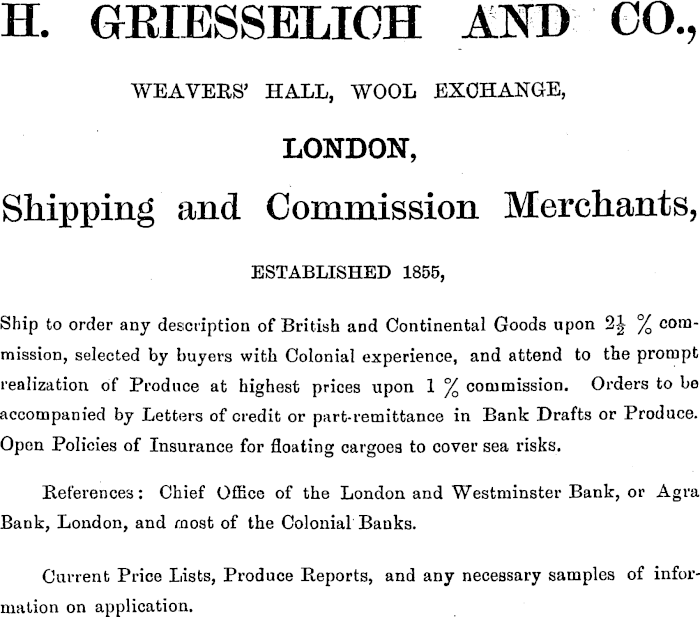 H. GRIESSELICH AND CO.,
WEAVERS' HALL, WOOL EXCHANGE,
LONDON,
Shipping and Commission Merchants,
ESTABLISHED 1855,
Ship to order any description of British and Continental Goods upon 2½ % com-
mission, selected by buyers with Colonial experience, and attend to the prompt
realization of Produce at highest prices upon 1 % commission. Orders to be
accompanied by Letters of credit or part-remittance in Bank Drafts or Produce.
Open Policies of Insurance for floating cargoes to cover sea risks.
References: Chief Office of the London and Westminster Bank, or Agra
Bank, London, and most of the Colonial Banks.
Current Price Lists, Produce Reports, and any necessary samples of infor-
mation on application.